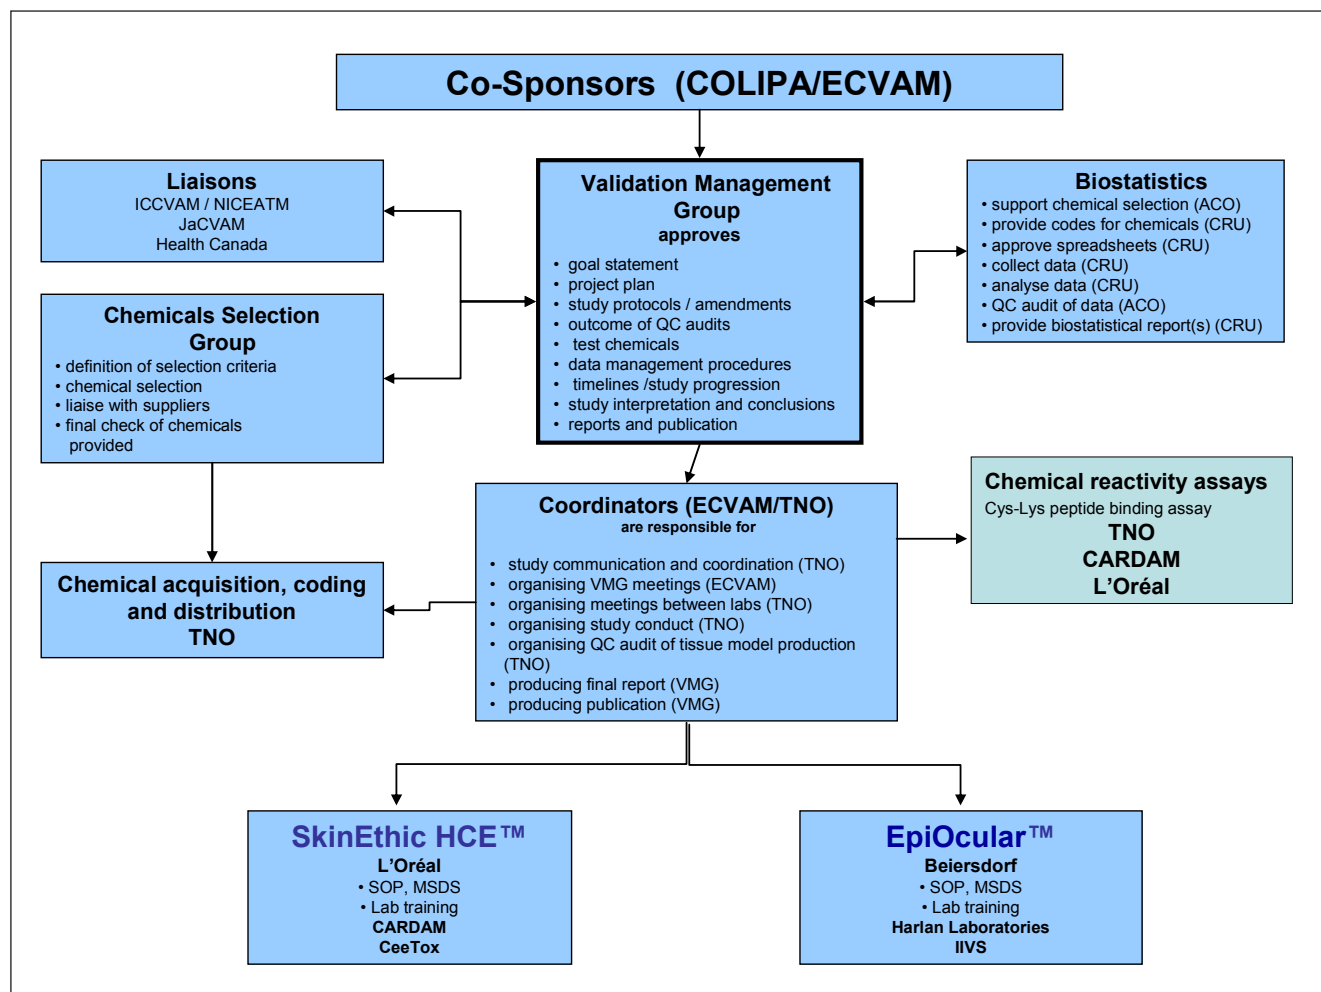 Co-Sponsors (COLIPA/ECVAM)
Liaisons
ICCVAM / NICEATM
JaCVAM
Health Canada
Validation Management
Group
approves
• goal statement
• project plan
• study protocols / amendments
• outcome of QC audits
• test chemicals
• data management procedures
• timelines /study progression
• study interpretation and conclusions
• reports and publication
Biostatistics
• support chemical selection (ACO)
• provide codes for chemicals (CRU)
• approve spreadsheets (CRU)
• collect data (CRU)
• analyse data (CRU)
• QC audit of data (ACO)
• provide biostatistical report(s) (CRU)
Chemicals Selection
Group
• definition of selection criteria
• chemical selection
• liaise with suppliers
• final check of chemicals
provided
Coordinators (ECVAM/TNO)
are responsible for
• study communication and coordination (TNO)
• organising VMG meetings (ECVAM)
• organising meetings between labs (TNO)
• organising study conduct (TNO)
• organising QC audit of tissue model production
(TNO)
• producing final report (VMG)
• producing publication (VMG)
Chemical reactivity assays
Cys-Lys peptide binding assay
TNO
CARDAM
L’Oréal
Chemical acquisition, coding
and distribution
TNO
SkinEthic HCE™
L’Oréal
• SOP, MSDS
• Lab training
CARDAM
CeeTox
EpiOcular™
Beiersdorf
• SOP, MSDS
• Lab training
Harlan Laboratories
IIVS